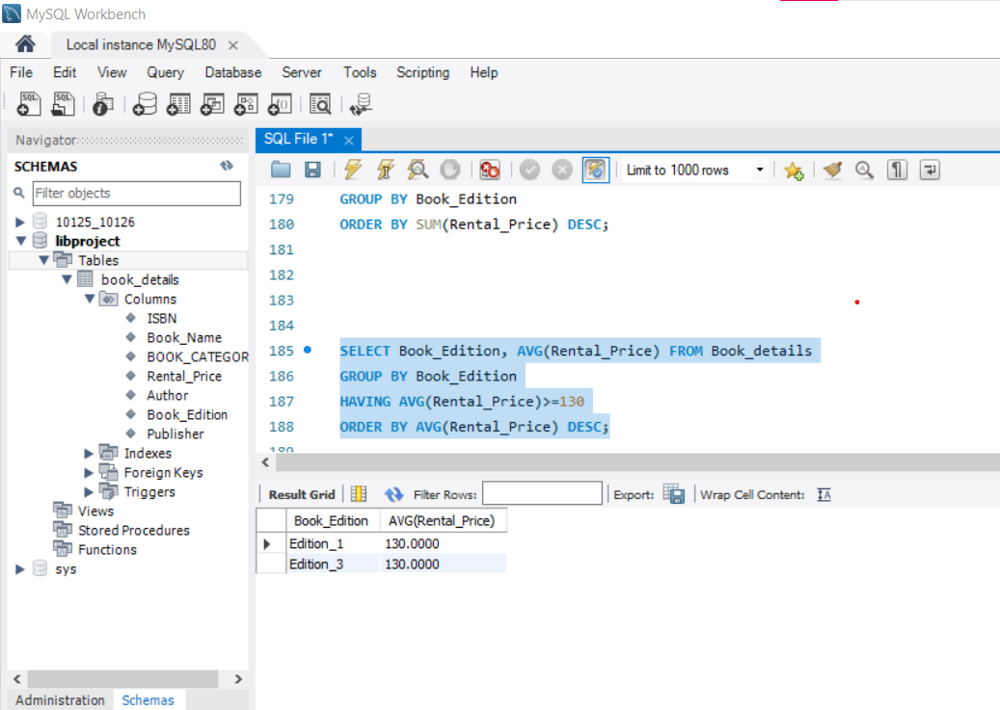 MySQL Workbench
Local instance MySQL80
File Edit View Query Database Server Tools Scripting Help
Navigator
SCHEMAS
Filter objects
10125_10126
libproject
Tables
book_details
Columns
ISBN
Book_Name
BOOK_CATEGOR
Rental_Price
Author
Book_Edition
Publisher
Indexes
Foreign Keys
Triggers
Views
Stored Procedures
Functions
sys
Administration Schemas
SQL File 1*
Limit to 1000 rows
179 GROUP BY Book_Edition
180 ORDER BY SUM(Rental_Price) DESC;
181
182
183
184
185 SELECT Book_Edition, AVG(Rental_Price) FROM Book_details
186 GROUP BY Book_Edition
187 HAVING AVG(Rental_Price)>=130
188 ORDER BY AVG(Rental_Price) DESC;
189
Result Grid Filter Rows: Export: Wrap Cell Content:
Book_Edition AVG(Rental_Price)
Edition_1 130.0000
Edition_3 130.0000